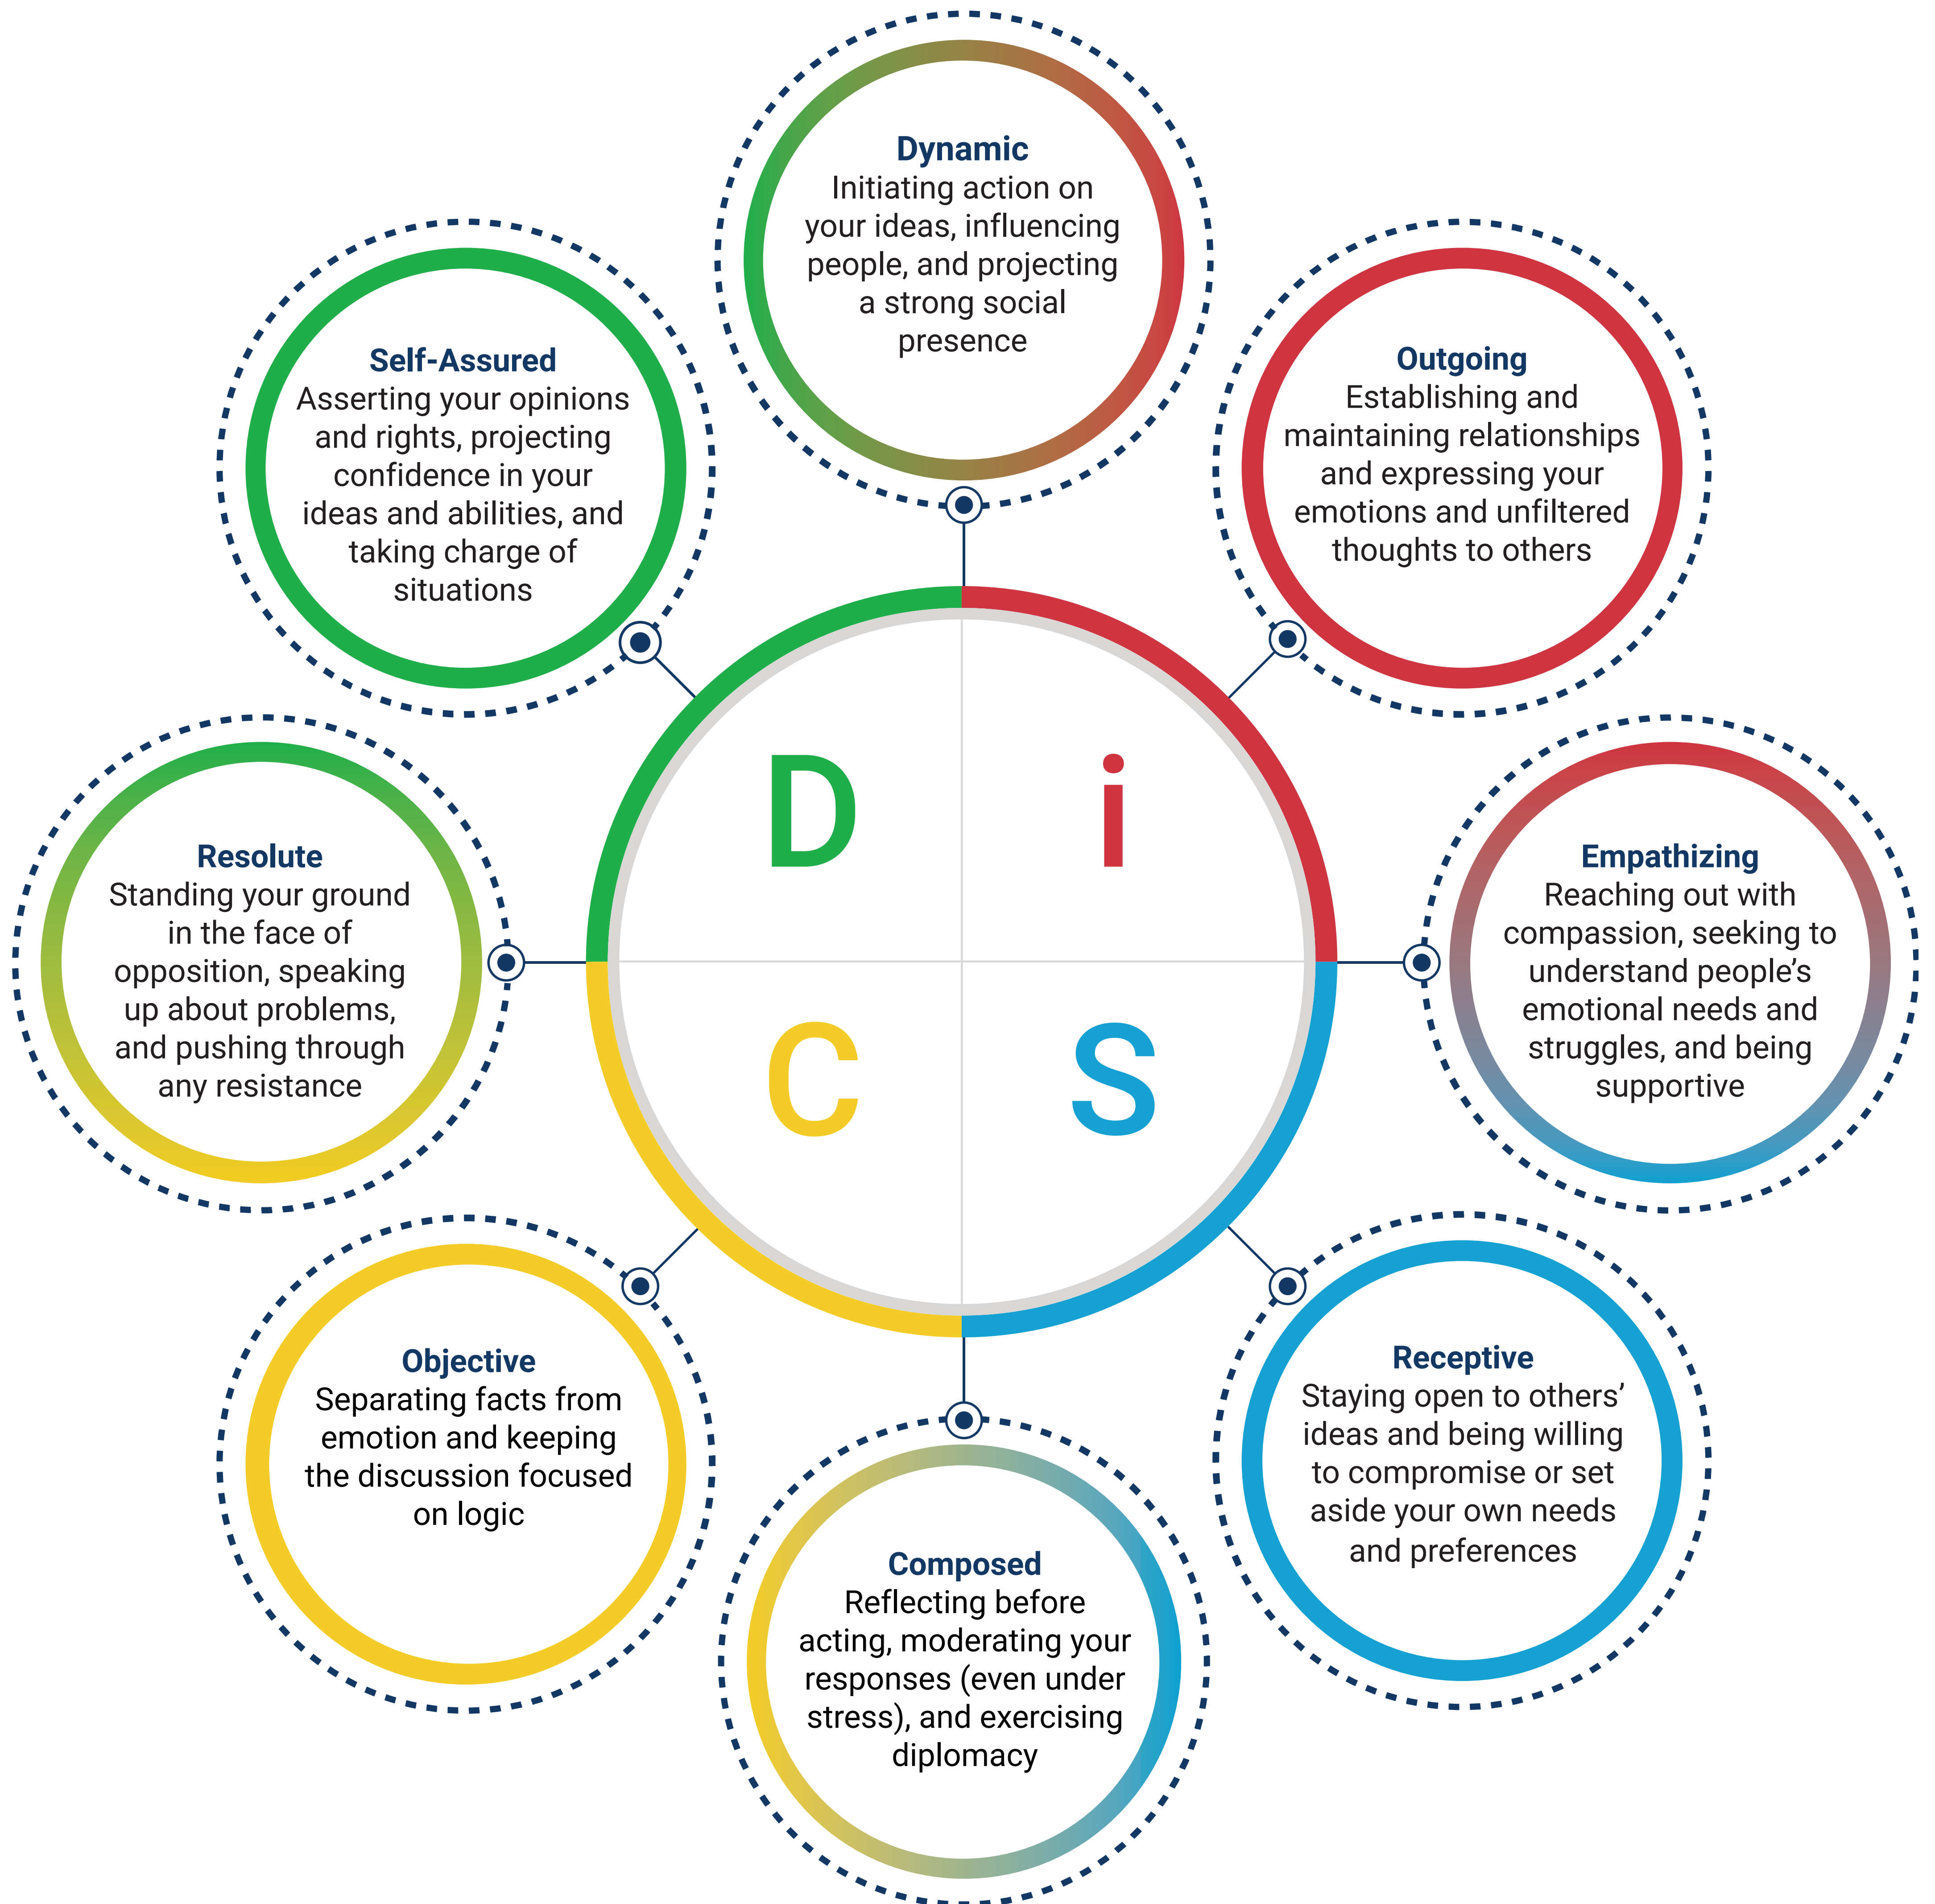 Dynamic
Initiating action on
your ideas, influencing
people, and projecting
a strong social
presence
Self-Assured
Asserting your opinions
and rights, projecting
confidence in your
ideas and abilities, and
taking charge of
situations
Outgoing
Establishing and
maintaining relationships
and expressing your
emotions and unfiltered
thoughts to others
D
i
C
S
Resolute
Standing your ground
in the face of
opposition, speaking
up about problems,
and pushing through
any resistance
Empathizing
Reaching out with
compassion, seeking to
understand people’s
emotional needs and
struggles, and being
supportive
Objective
Separating facts from
emotion and keeping
the discussion focused
on logic
Receptive
Staying open to others’
ideas and being willing
to compromise or set
aside your own needs
and preferences
Composed
Reflecting before
acting, moderating your
responses (even under
stress), and exercising
diplomacy